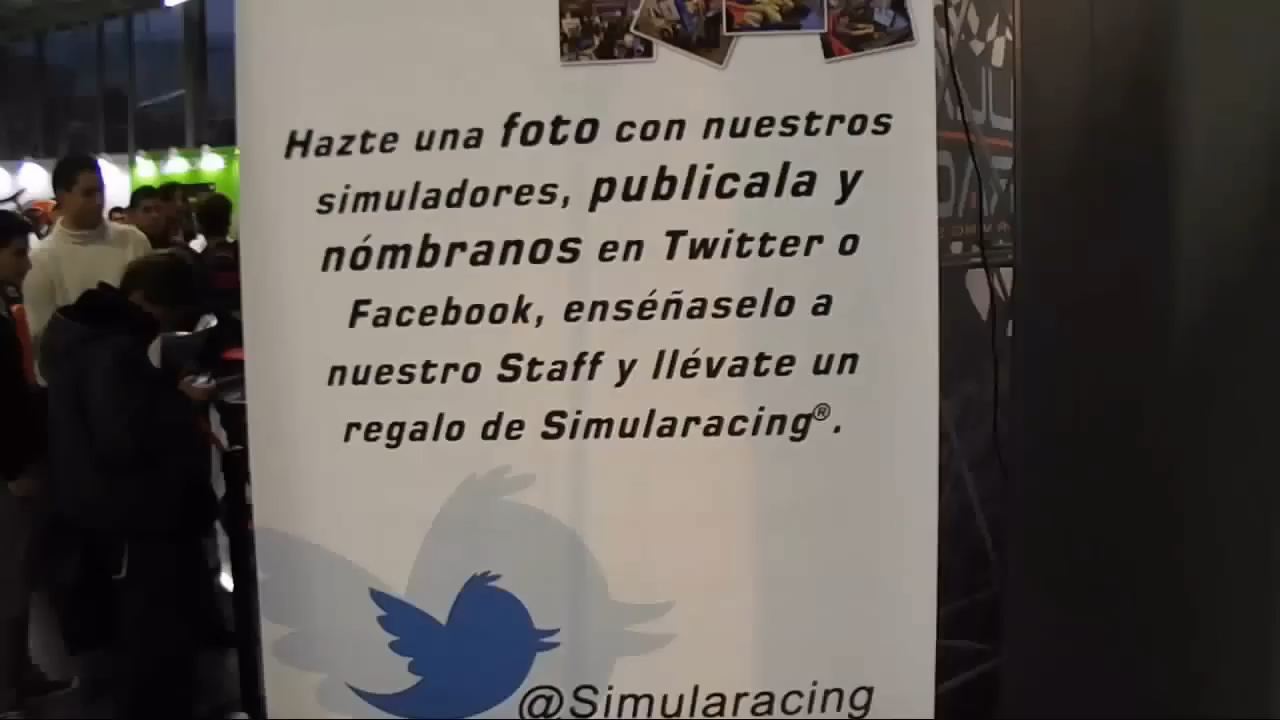 Hazte una foto con nuestros
simuladores, publicala y
nómbranos en Twitter o
Facebook, enséñaselo a
nuestro Staff y llévate un
regalo de Simularacing®.
@Simularacing